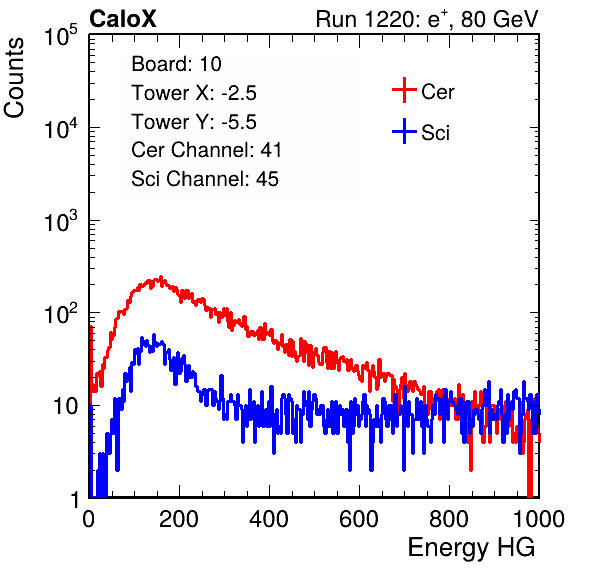 CaloX Run 1220: e⁺, 80 GeV
Counts
Board: 10
Tower X: -2.5
Tower Y: -5.5
Cer Channel: 41
Sci Channel: 45
Cer
Sci
10⁵
10⁴
10³
10²
10
1
0 200 400 600 800 1000
Energy HG